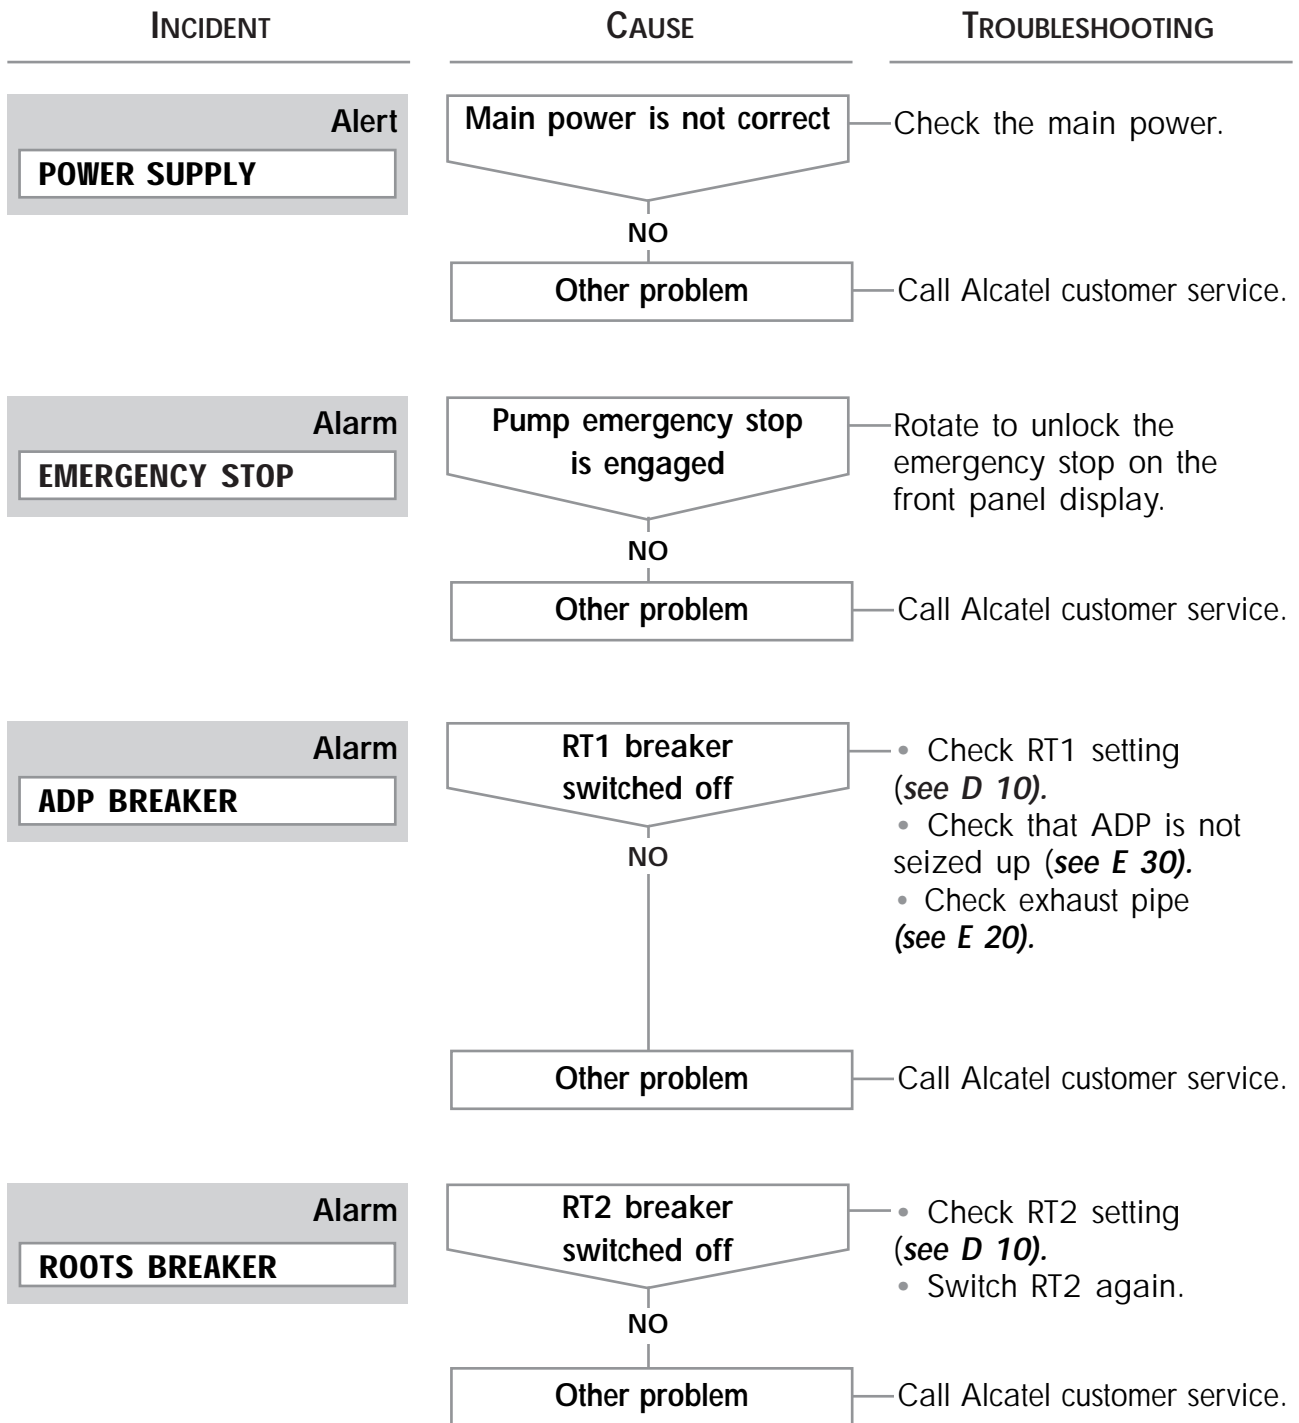 INCIDENT
CAUSE
TROUBLESHOOTING
Alert
POWER SUPPLY
Main power is not correct
Check the main power.
NO
Other problem
Call Alcatel customer service.
Alarm
EMERGENCY STOP
Pump emergency stop
is engaged
Rotate to unlock the
emergency stop on the
front panel display.
NO
Other problem
Call Alcatel customer service.
Alarm
ADP BREAKER
RT1 breaker
switched off
• Check RT1 setting
(see D 10).
• Check that ADP is not
seized up (see E 30).
• Check exhaust pipe
(see E 20).
NO
Other problem
Call Alcatel customer service.
Alarm
ROOTS BREAKER
RT2 breaker
switched off
• Check RT2 setting
(see D 10).
• Switch RT2 again.
NO
Other problem
Call Alcatel customer service.